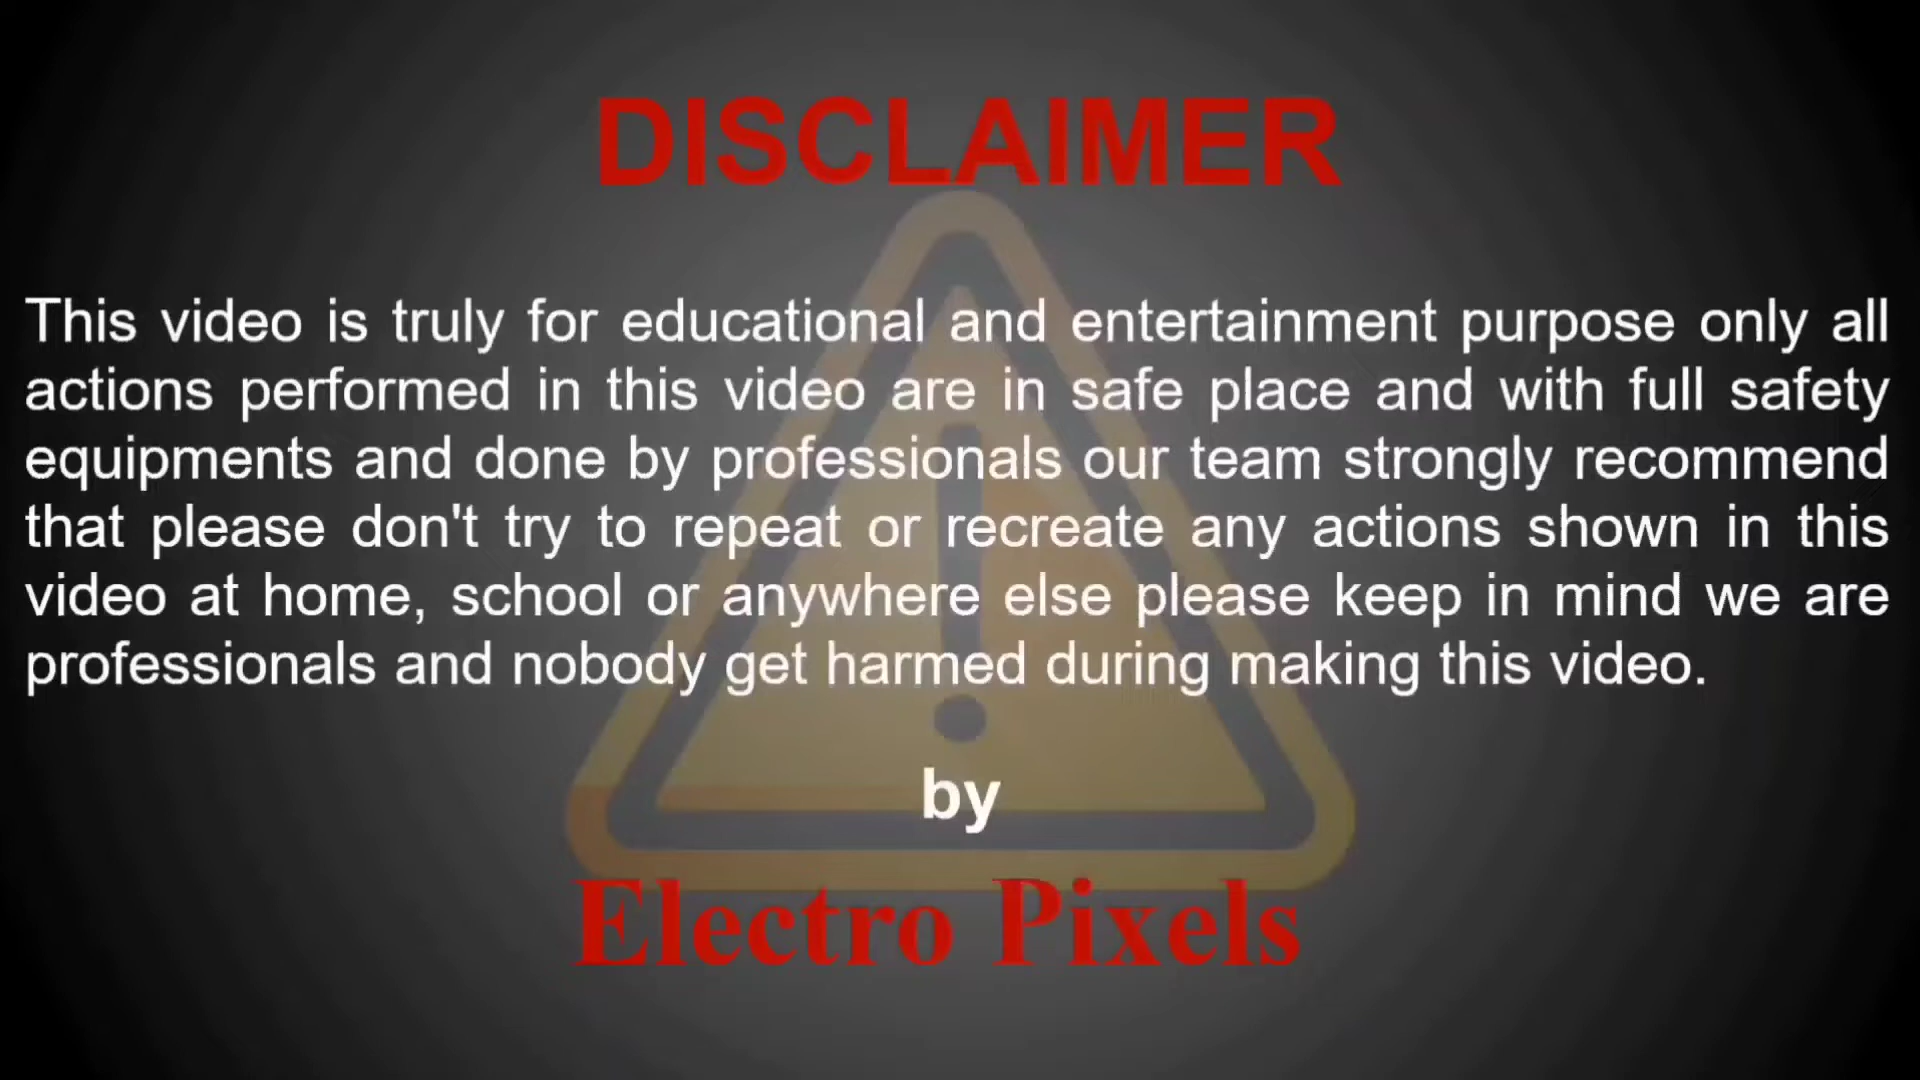 DISCLAIMER
This video is truly for educational and entertainment purpose only all
actions performed in this video are in safe place and with full safety
equipments and done by professionals our team strongly recommend
that please don't try to repeat or recreate any actions shown in this
video at home, school or anywhere else please keep in mind we are
professionals and nobody get harmed during making this video.
by
Electro Pixels